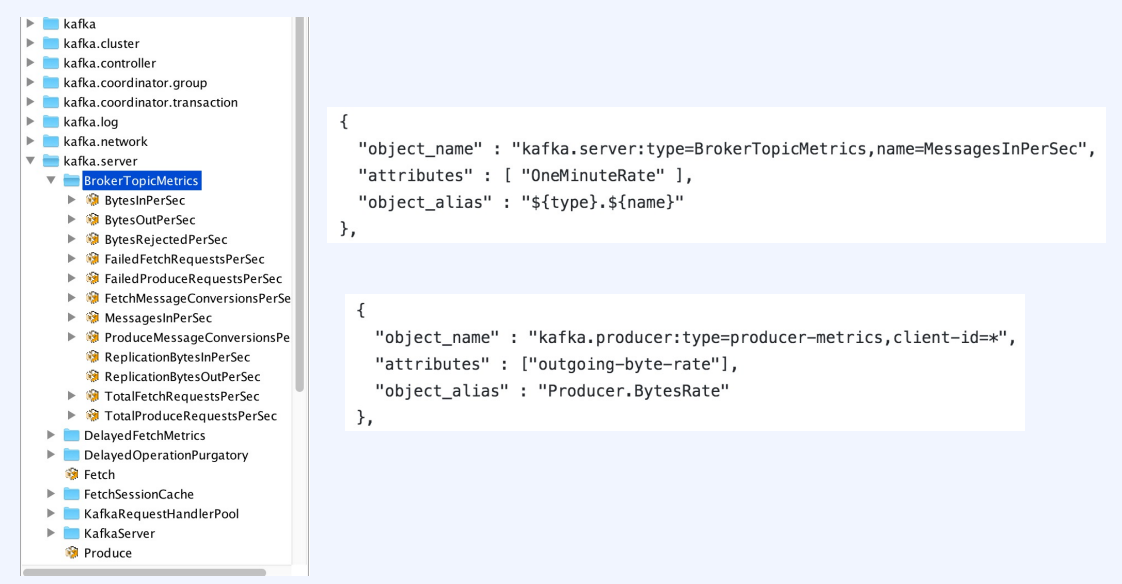 kafka
kafka.cluster
kafka.controller
kafka.coordinator.group
kafka.coordinator.transaction
kafka.log
kafka.network
kafka.server
BrokerTopicMetrics
BytesInPerSec
BytesOutPerSec
BytesRejectedPerSec
FailedFetchRequestsPerSec
FailedProduceRequestsPerSec
FetchMessageConversionsPerSe
MessagesInPerSec
ProduceMessageConversionsPe
ReplicationBytesInPerSec
ReplicationBytesOutPerSec
TotalFetchRequestsPerSec
TotalProduceRequestsPerSec
DelayedFetchMetrics
DelayedOperationPurgatory
Fetch
FetchSessionCache
KafkaRequestHandlerPool
KafkaServer
Produce
{
"object_name" : "kafka.server:type=BrokerTopicMetrics,name=MessagesInPerSec",
"attributes" : [ "OneMinuteRate" ],
"object_alias" : "${type}.${name}"
},
{
"object_name" : "kafka.producer:type=producer-metrics,client-id=*",
"attributes" : ["outgoing-byte-rate"],
"object_alias" : "Producer.BytesRate"
},